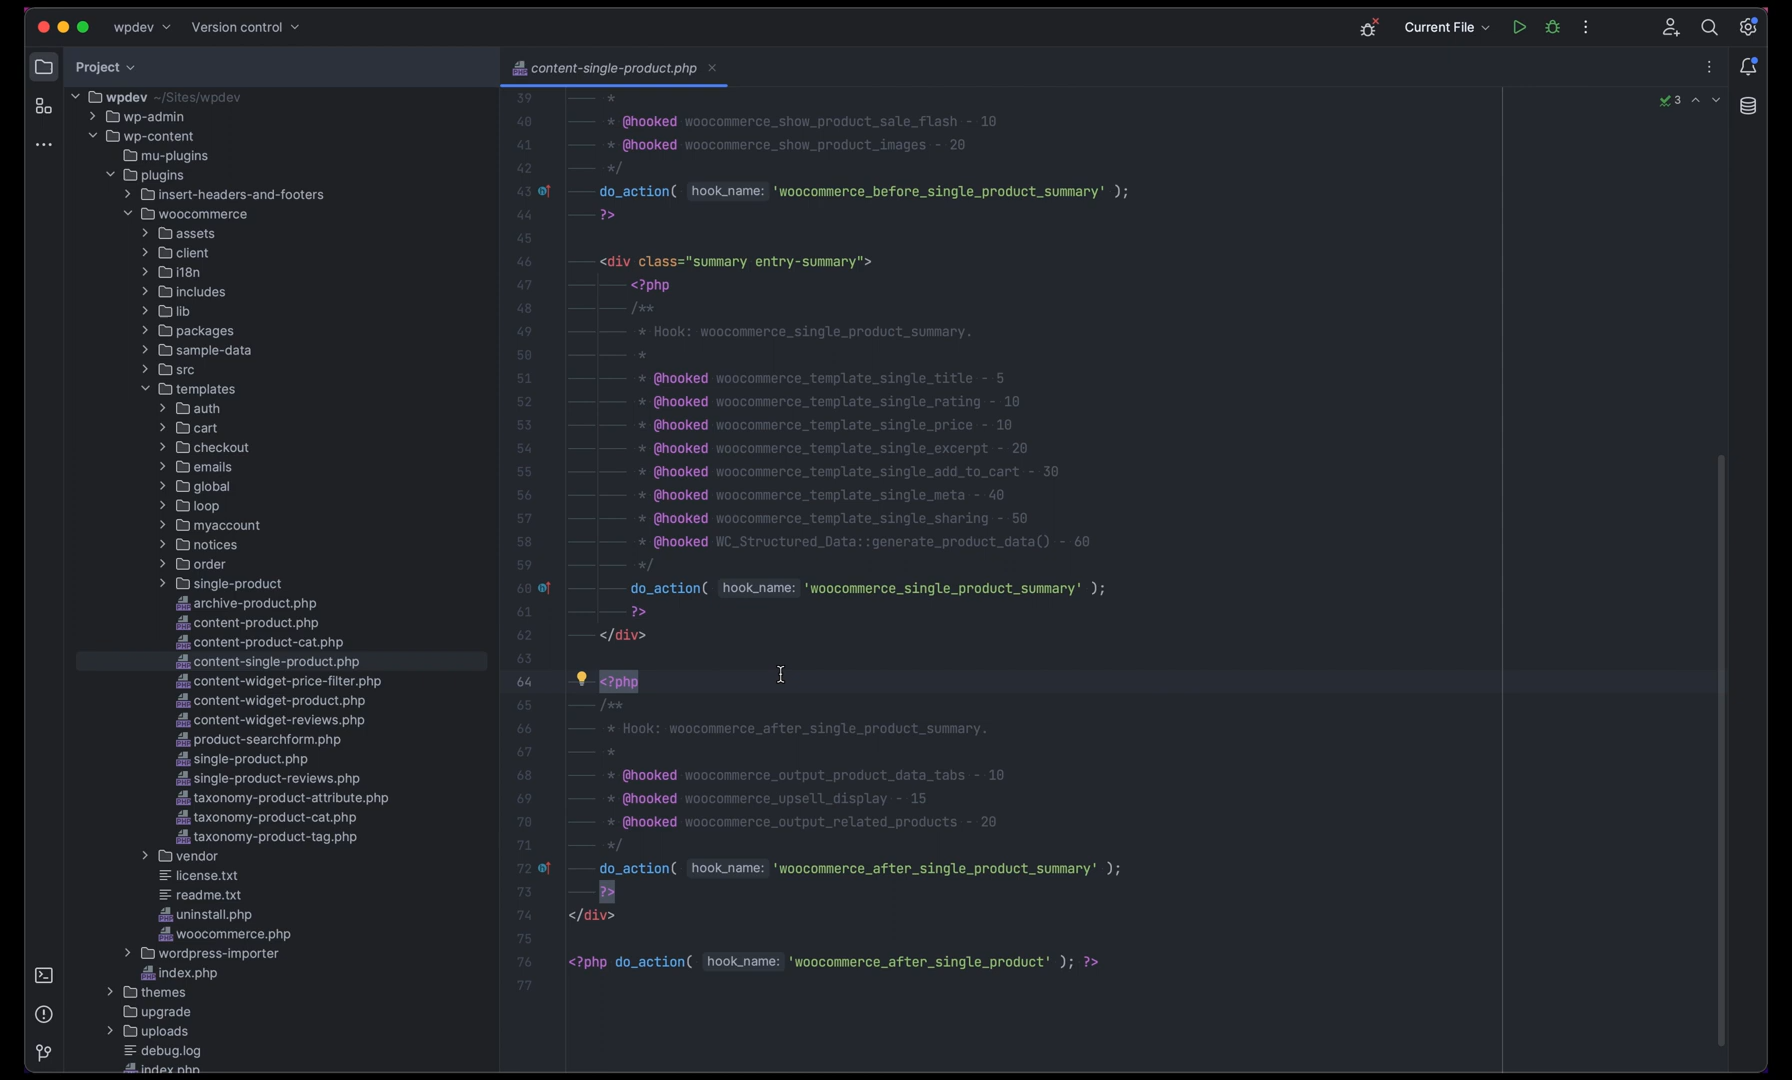 wpdev
Version control
Current File
Project
content-single-product.php
wpdev ~/Sites/wpdev
wp-admin
wp-content
mu-plugins
plugins
insert-headers-and-footers
woocommerce
assets
client
i18n
includes
lib
packages
sample-data
src
templates
auth
cart
checkout
emails
global
loop
myaccount
notices
order
single-product
archive-product.php
content-product.php
content-product-cat.php
content-single-product.php
content-widget-price-filter.php
content-widget-product.php
content-widget-reviews.php
product-searchform.php
single-product.php
single-product-reviews.php
taxonomy-product-attribute.php
taxonomy-product-cat.php
taxonomy-product-tag.php
vendor
license.txt
readme.txt
uninstall.php
woocommerce.php
wordpress-importer
index.php
themes
upgrade
uploads
debug.log
index.php
3
39 *
40 * @hooked woocommerce_show_product_sale_flash - 10
41 * @hooked woocommerce_show_product_images - 20
42 */
43 do_action( hook_name: 'woocommerce_before_single_product_summary' );
44 ?>
45
46 <div class="summary entry-summary">
47 <?php
48 /**
49 * Hook: woocommerce_single_product_summary.
50 *
51 * @hooked woocommerce_template_single_title - 5
52 * @hooked woocommerce_template_single_rating - 10
53 * @hooked woocommerce_template_single_price - 10
54 * @hooked woocommerce_template_single_excerpt - 20
55 * @hooked woocommerce_template_single_add_to_cart - 30
56 * @hooked woocommerce_template_single_meta - 40
57 * @hooked woocommerce_template_single_sharing - 50
58 * @hooked WC_Structured_Data::generate_product_data() - 60
59 */
60 do_action( hook_name: 'woocommerce_single_product_summary' );
61 ?>
62 </div>
63
64 <?php
65 /**
66 * Hook: woocommerce_after_single_product_summary.
67 *
68 * @hooked woocommerce_output_product_data_tabs - 10
69 * @hooked woocommerce_upsell_display - 15
70 * @hooked woocommerce_output_related_products - 20
71 */
72 do_action( hook_name: 'woocommerce_after_single_product_summary' );
73 ?>
74 </div>
75
76 <?php do_action( hook_name: 'woocommerce_after_single_product' ); ?>
77